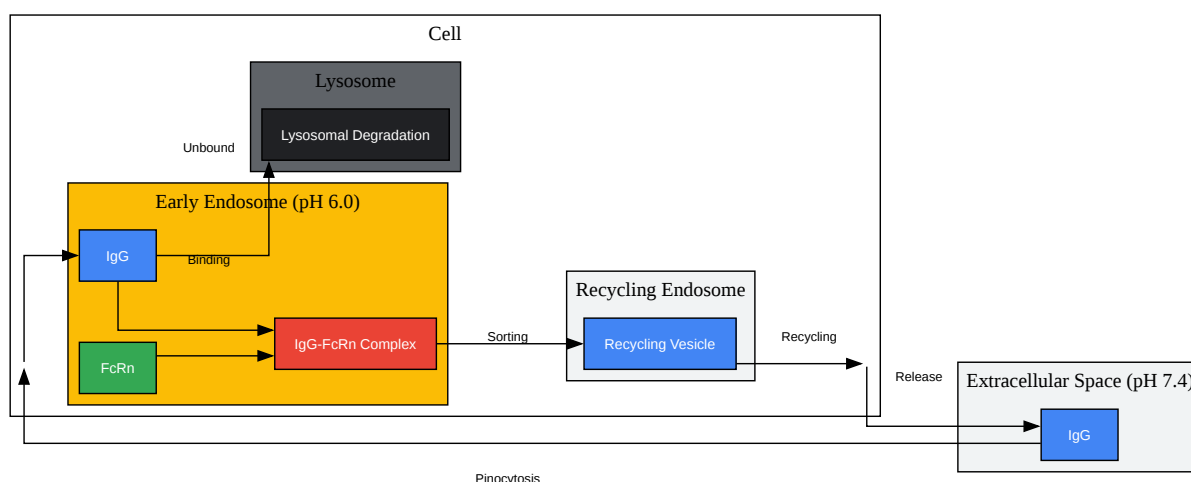 Cell
Lysosome
Lysosomal Degradation
Unbound
Early Endosome (pH 6.0)
IgG
Binding
Recycling Endosome
IgG-FcRn Complex
Sorting
Recycling Vesicle
Recycling
FcRn
Release
Extracellular Space (pH 7.4)
IgG
Pinocytosis